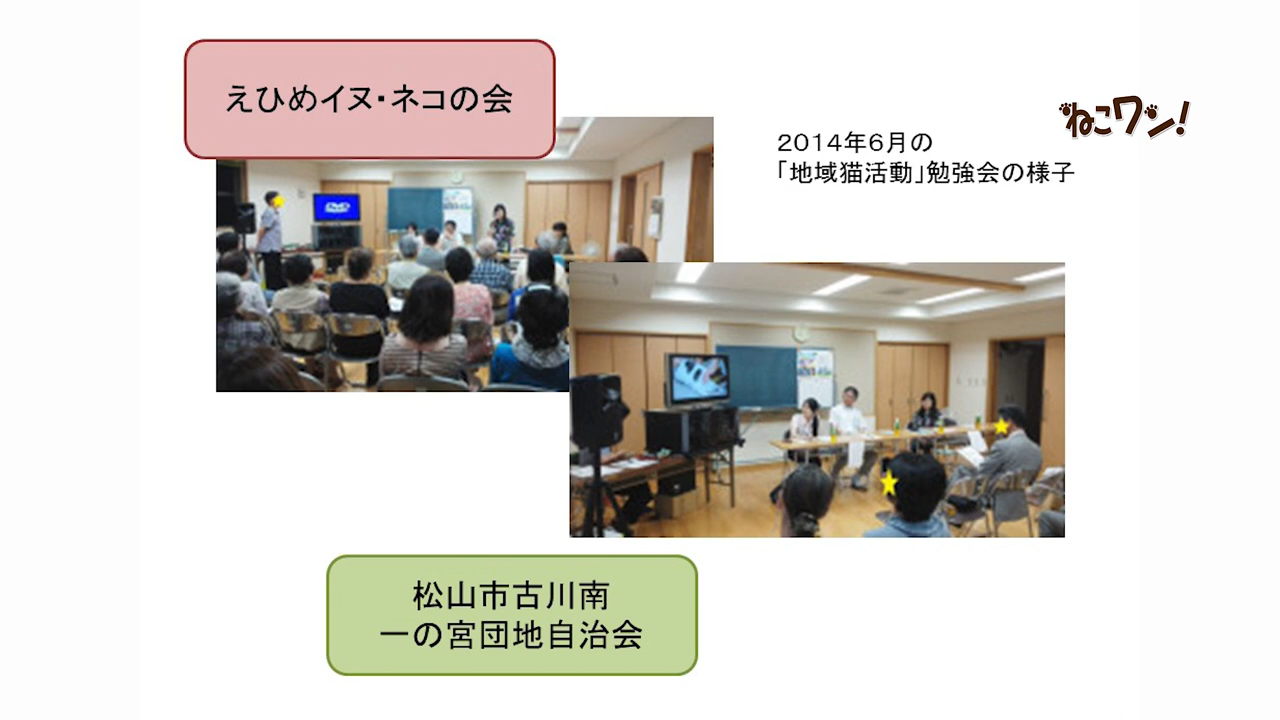 えひめイヌ・ネコの会
ねこワン!
2014年6月の
「地域猫活動」勉強会の様子
DVD
松山市古川南
一の宮団地自治会